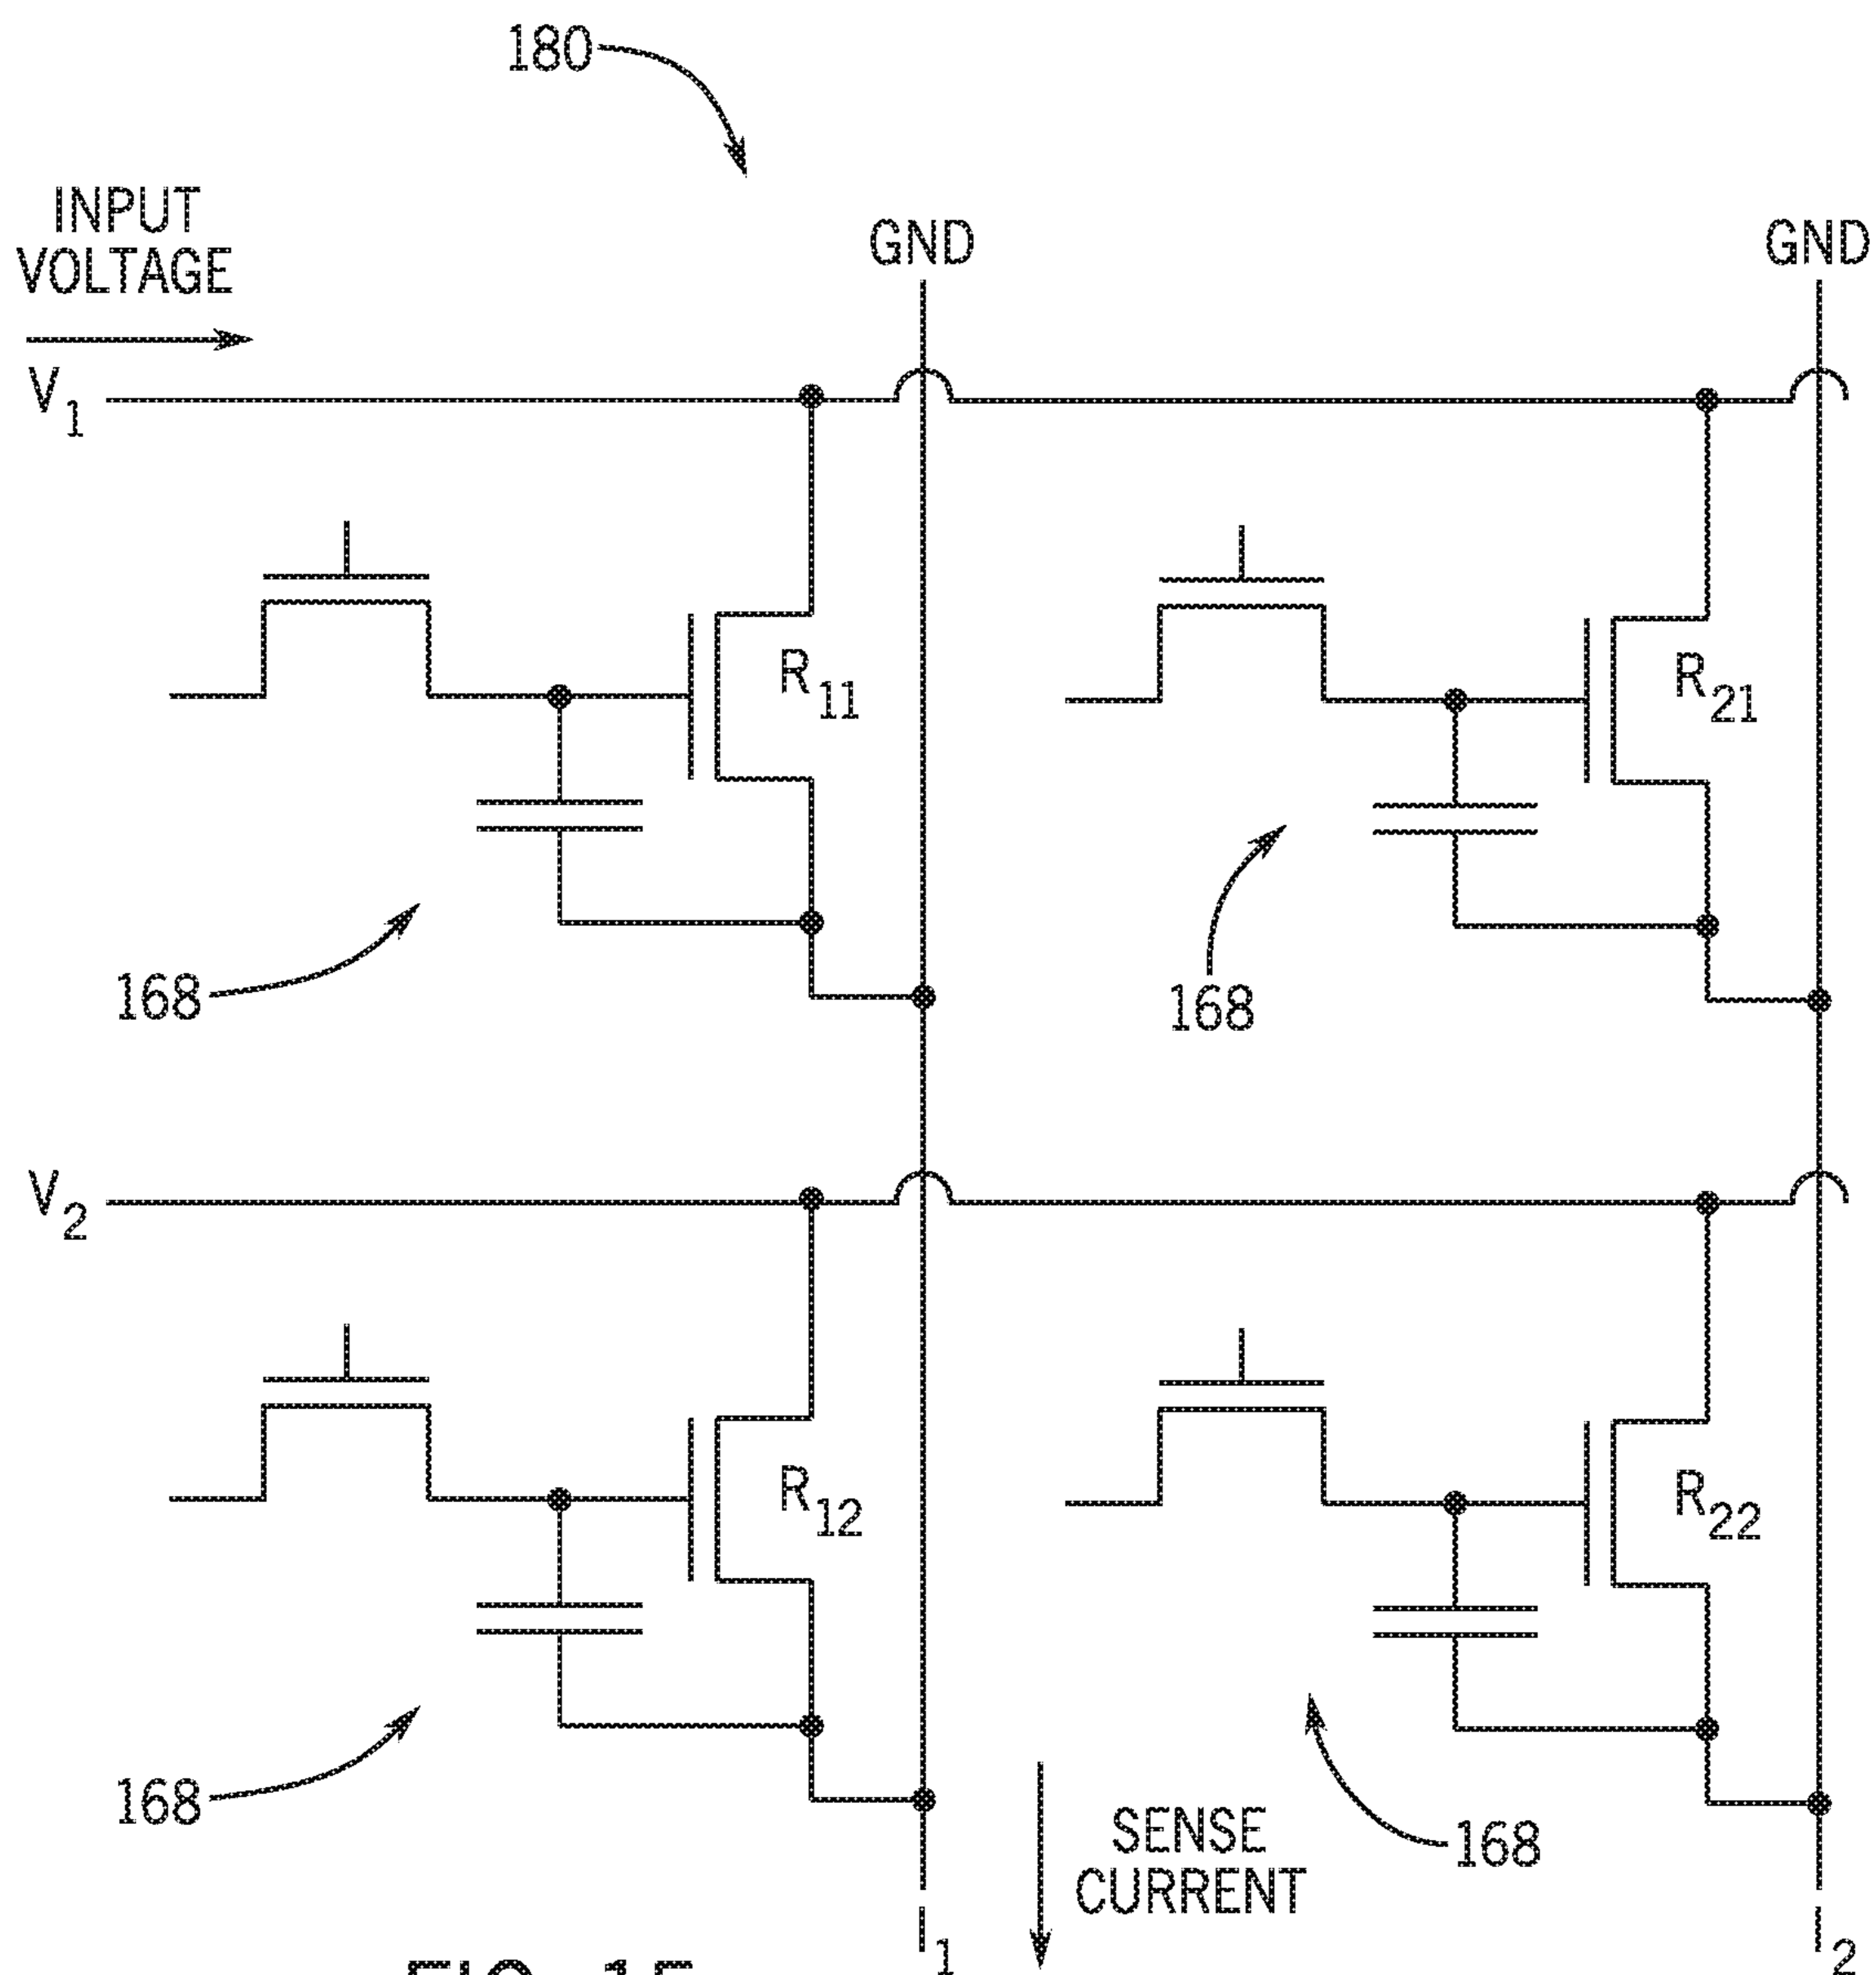 180
INPUT
VOLTAGE
GND
GND
V1
R11
R21
168
168
V2
R12
R22
168
168
SENSE
CURRENT
I1
I2